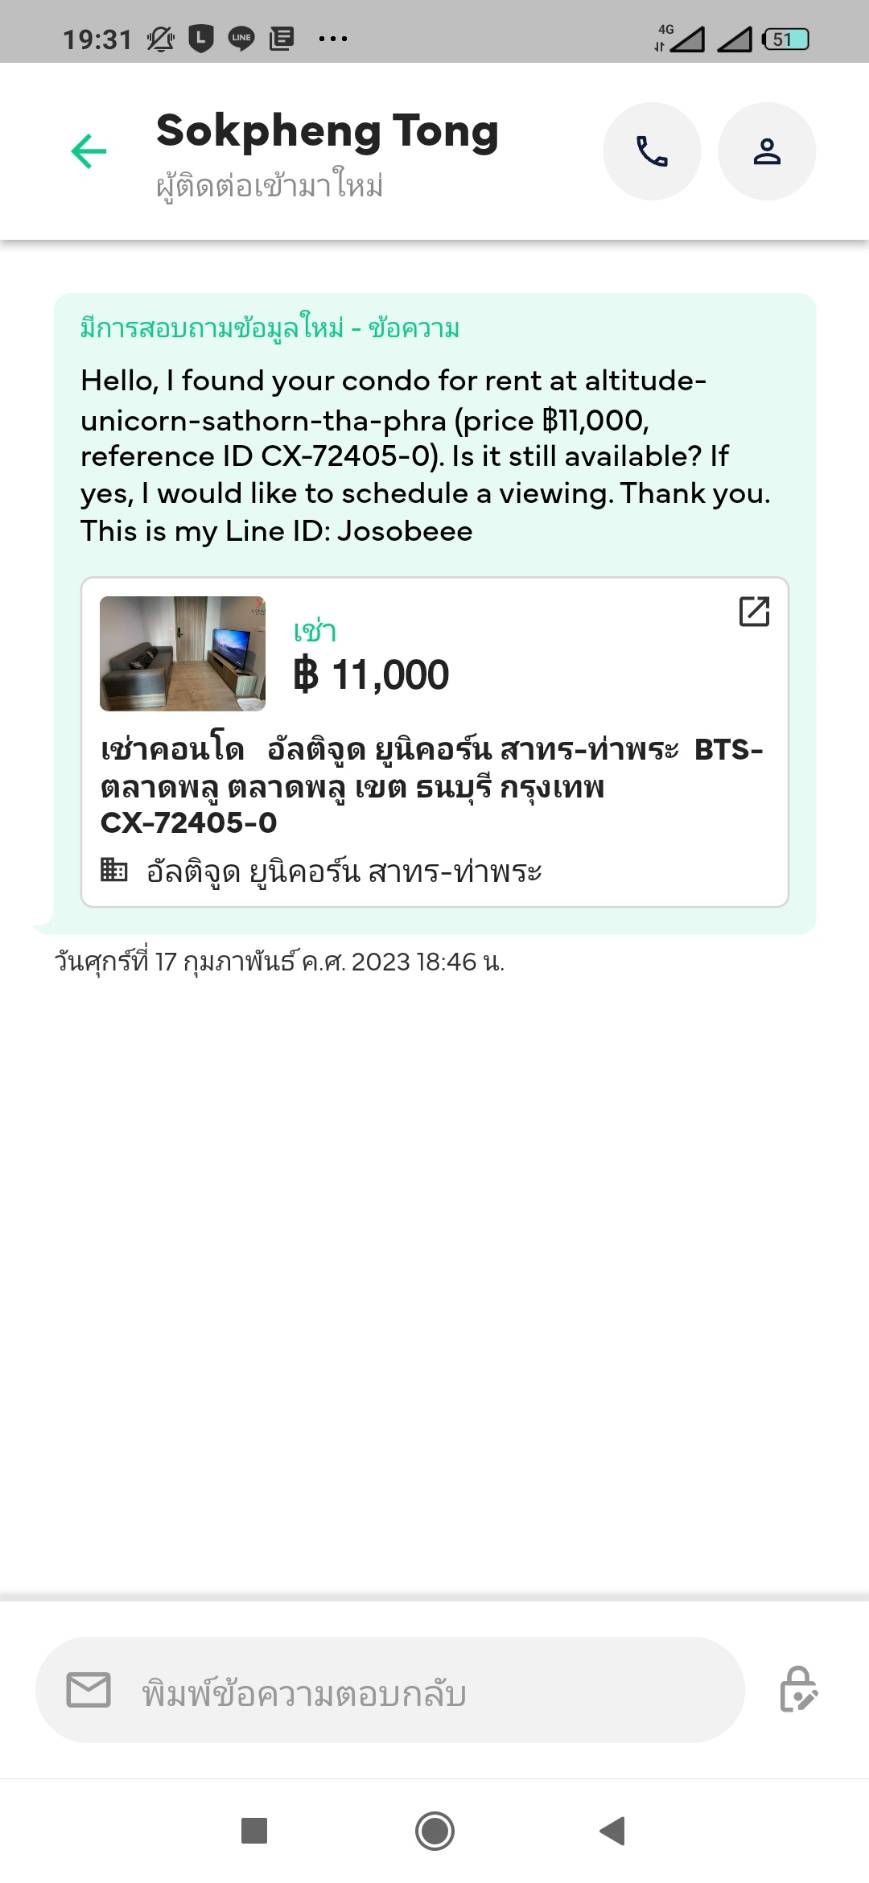 19:31
L
LINE
4G
51
Sokpheng Tong
ผู้ติดต่อเข้ามาใหม่
มีการสอบถามข้อมูลใหม่ - ข้อความ
Hello, I found your condo for rent at altitude-
unicorn-sathorn-tha-phra (price ฿11,000,
reference ID CX-72405-0). Is it still available? If
yes, I would like to schedule a viewing. Thank you.
This is my Line ID: Josobeee
เช่า
฿ 11,000
เช่าคอนโด อัลติจูด ยูนิคอร์น สาทร-ท่าพระ BTS-
ตลาดพลู ตลาดพลู เขต ธนบุรี กรุงเทพ
CX-72405-0
อัลติจูด ยูนิคอร์น สาทร-ท่าพระ
วันศุกร์ที่ 17 กุมภาพันธ์ ค.ศ. 2023 18:46 น.
พิมพ์ข้อความตอบกลับ